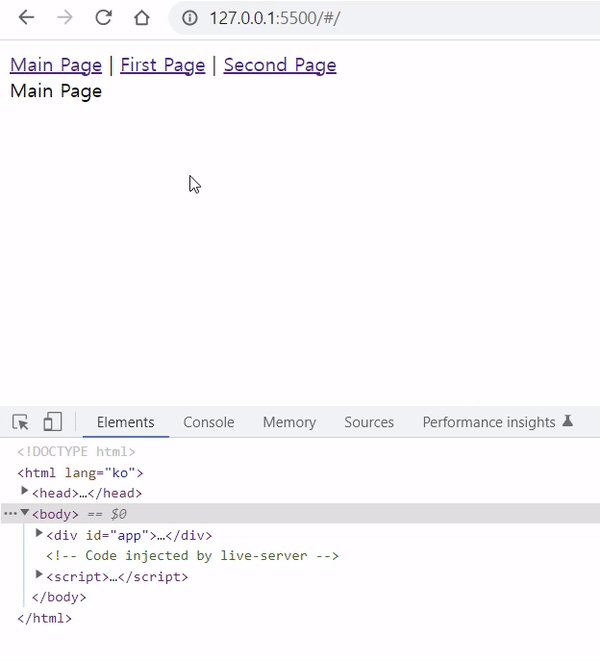 127.0.0.1:5500/#/
Main Page | First Page | Second Page
Main Page
Elements Console Memory Sources Performance insights
<!DOCTYPE html>
<html lang="ko">
<head>…</head>
<body> == $0
<div id="app">…</div>
<!-- Code injected by live-server -->
<script>…</script>
</body>
</html>